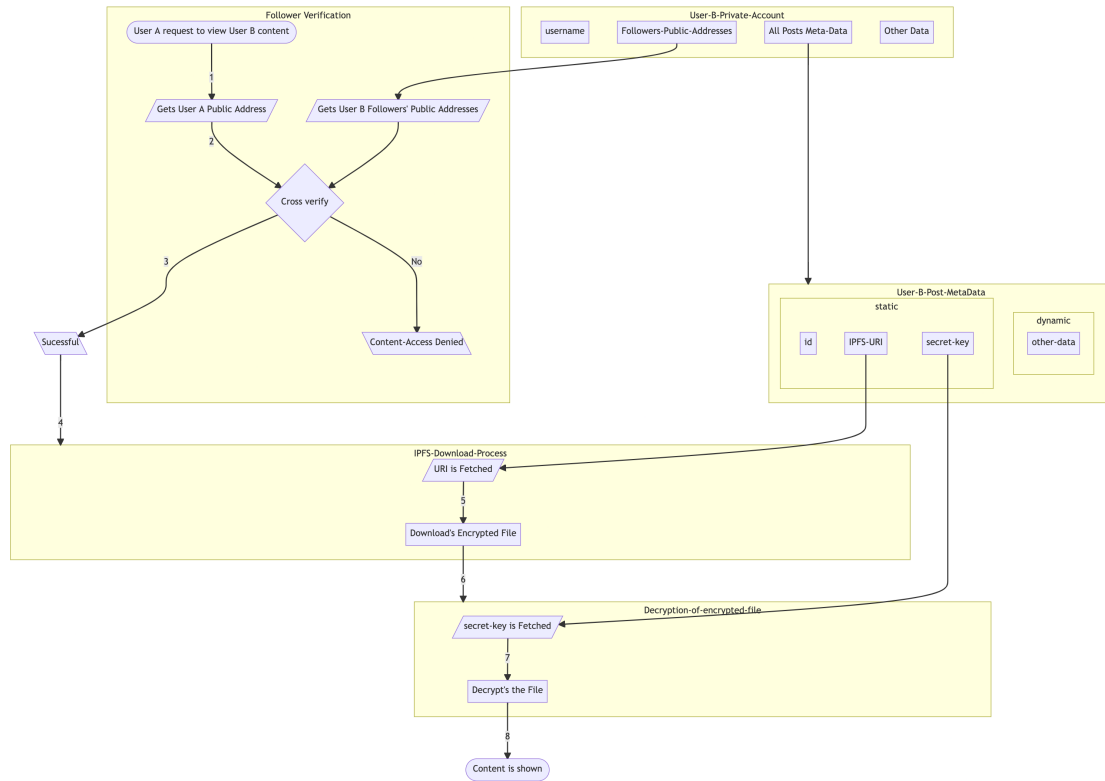 Follower Verification
User A request to view User B content
1
Gets User A Public Address
Gets User B Followers' Public Addresses
2
Cross verify
3
No
Sucessful
Content-Access Denied
4
User-B-Private-Account
username
Followers-Public-Addresses
All Posts Meta-Data
Other Data
User-B-Post-MetaData
static
id
IPFS-URI
secret-key
dynamic
other-data
IPFS-Download-Process
URI is Fetched
5
Download's Encrypted File
6
Decryption-of-encrypted-file
secret-key is Fetched
7
Decrypt's the File
8
Content is shown